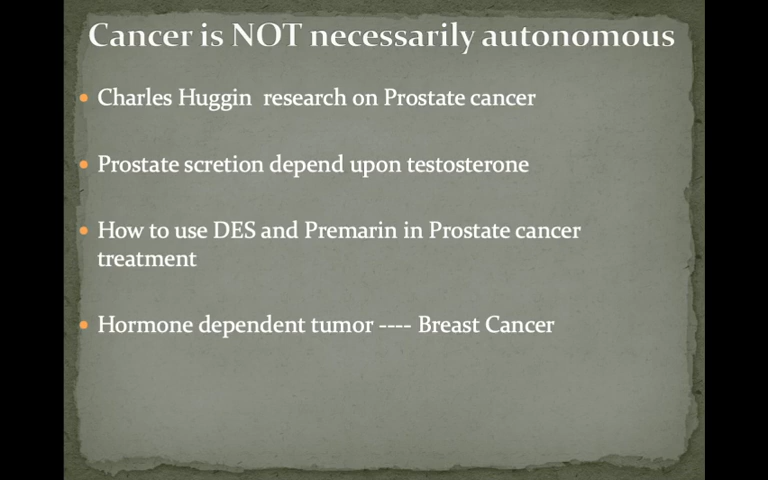 Cancer is NOT necessarily autonomous
Charles Huggin research on Prostate cancer
Prostate scretion depend upon testosterone
How to use DES and Premarin in Prostate cancer
treatment
Hormone dependent tumor ---- Breast Cancer